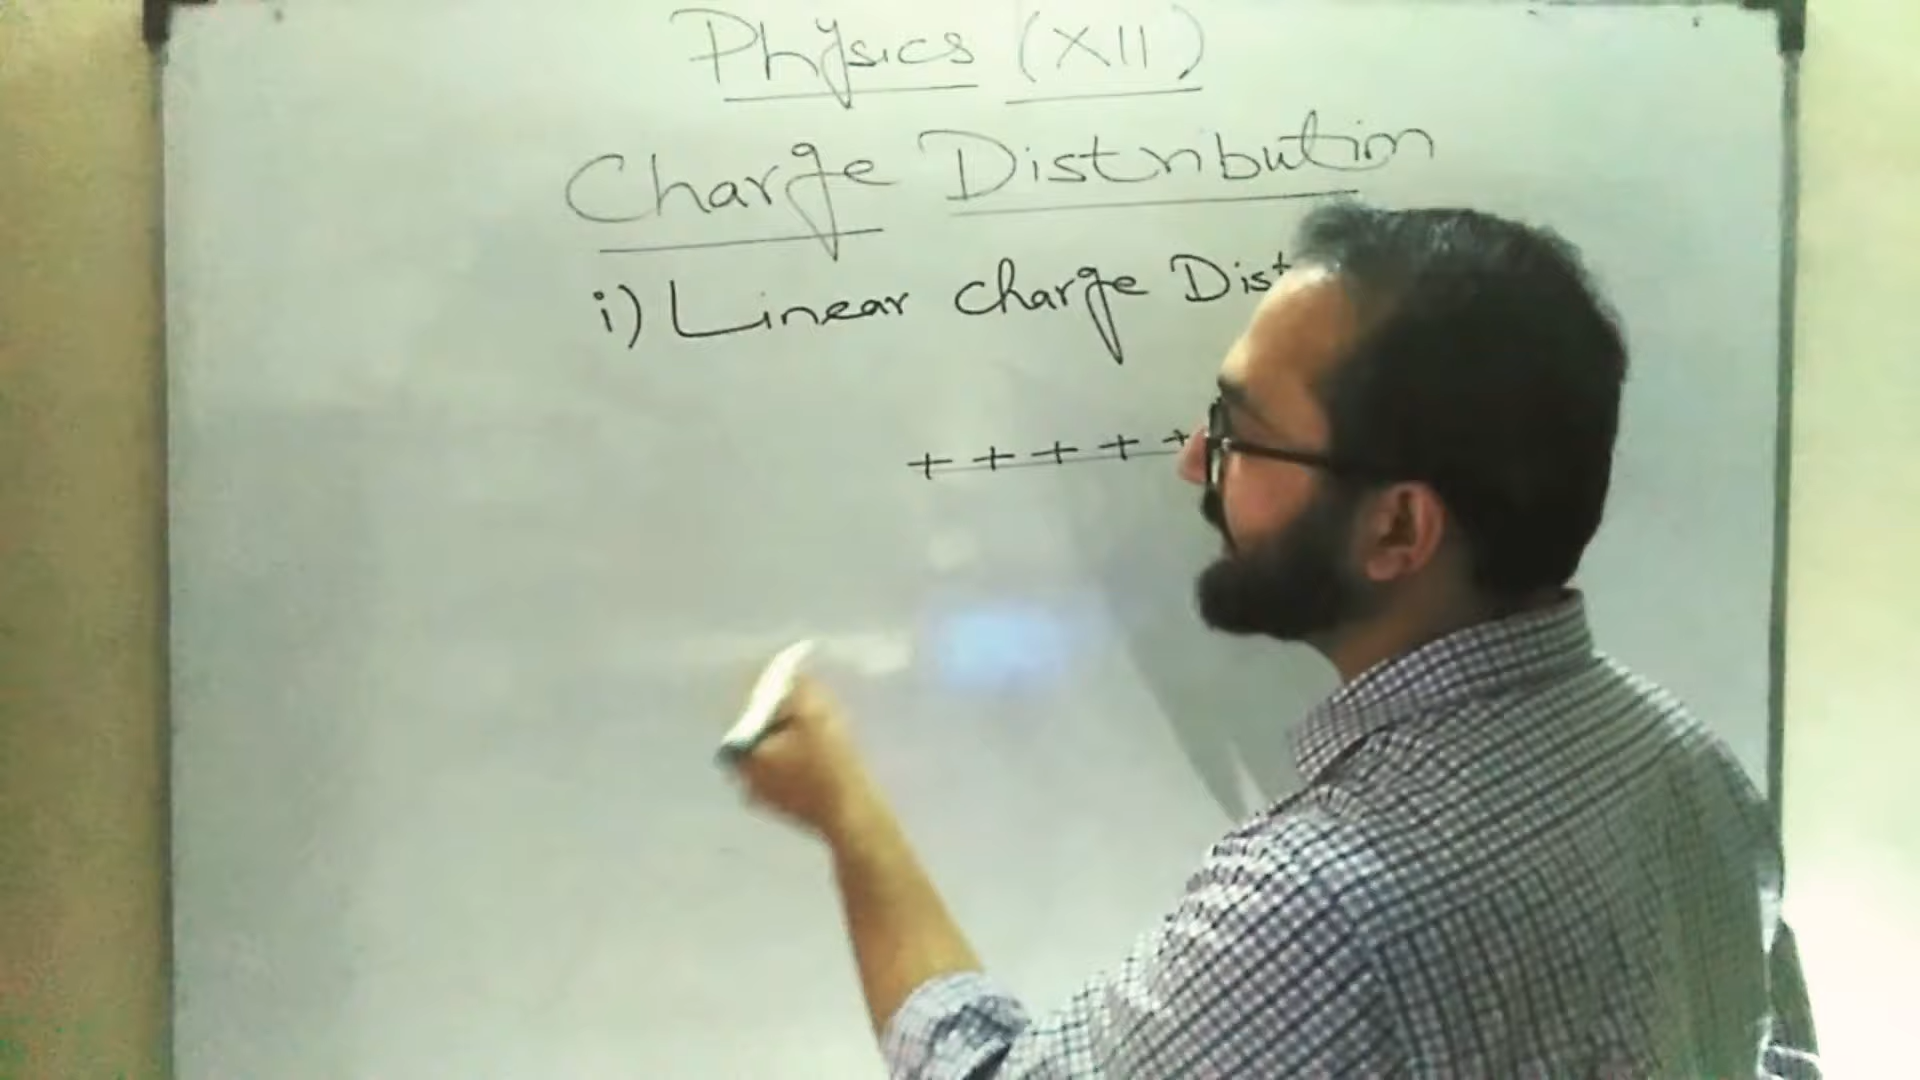 Physics (XII)
Charge Distribution
i) Linear Charge Dist
+ + + + +